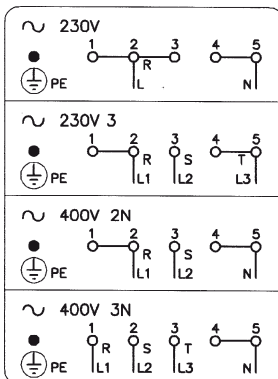 ∿ 230V
1 2 3 4 5
R
PE L N
∿ 230V 3
1 2 3 4 5
R S T
PE L1 L2 L3
∿ 400V 2N
1 2 3 4 5
R S
PE L1 L2 N
∿ 400V 3N
1 2 3 4 5
R S T
PE L1 L2 L3 N